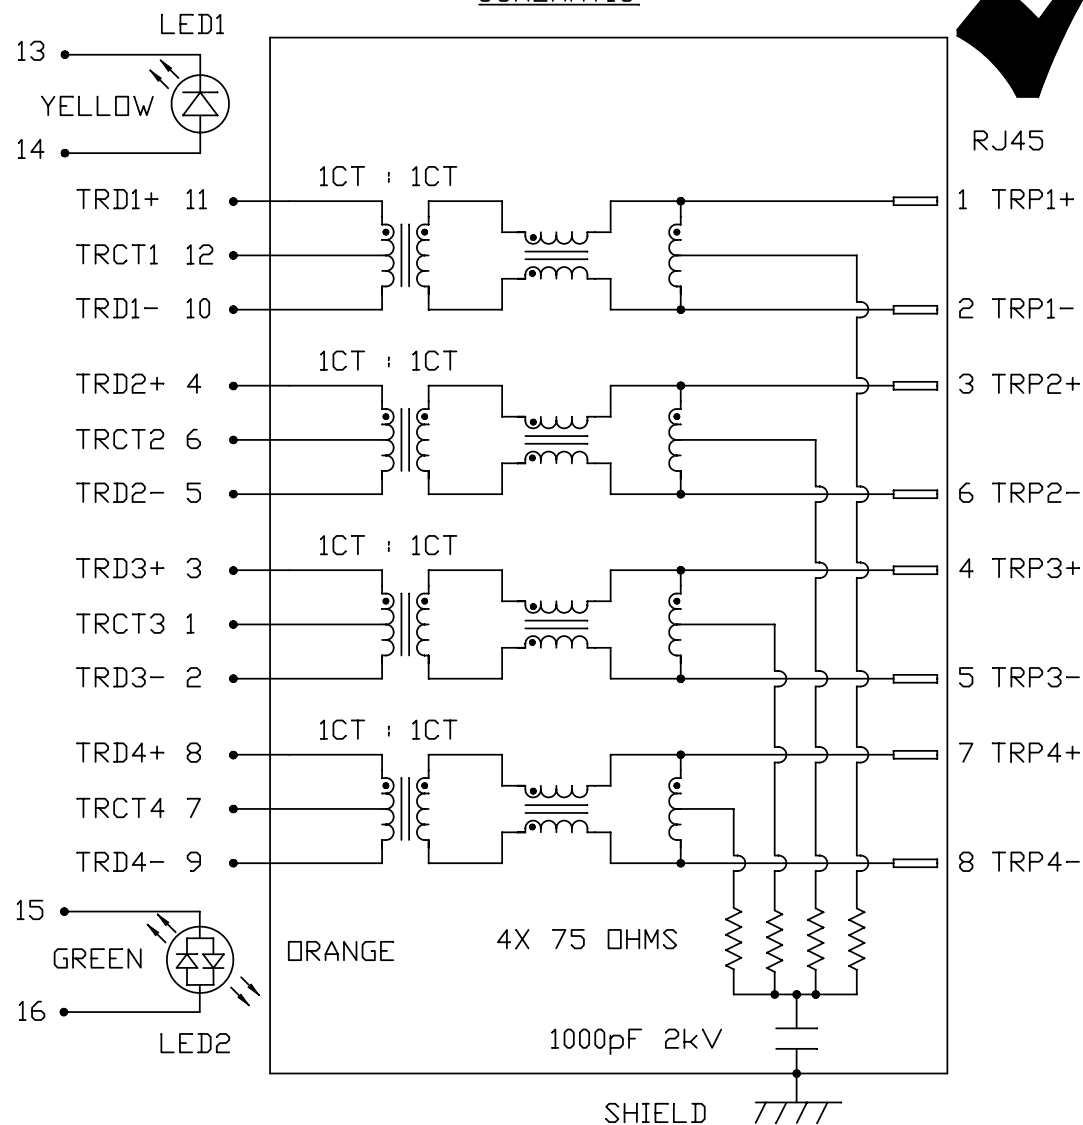 LED1
13
YELLOW
14
RJ45
1CT : 1CT
TRD1+ 11
1 TRP1+
TRCT1 12
TRD1- 10
2 TRP1-
1CT : 1CT
TRD2+ 4
3 TRP2+
TRCT2 6
TRD2- 5
6 TRP2-
1CT : 1CT
TRD3+ 3
4 TRP3+
TRCT3 1
TRD3- 2
5 TRP3-
1CT : 1CT
TRD4+ 8
7 TRP4+
TRCT4 7
TRD4- 9
8 TRP4-
15
GREEN
ORANGE
4X 75 OHMS
16
LED2
1000pF 2kV
SHIELD